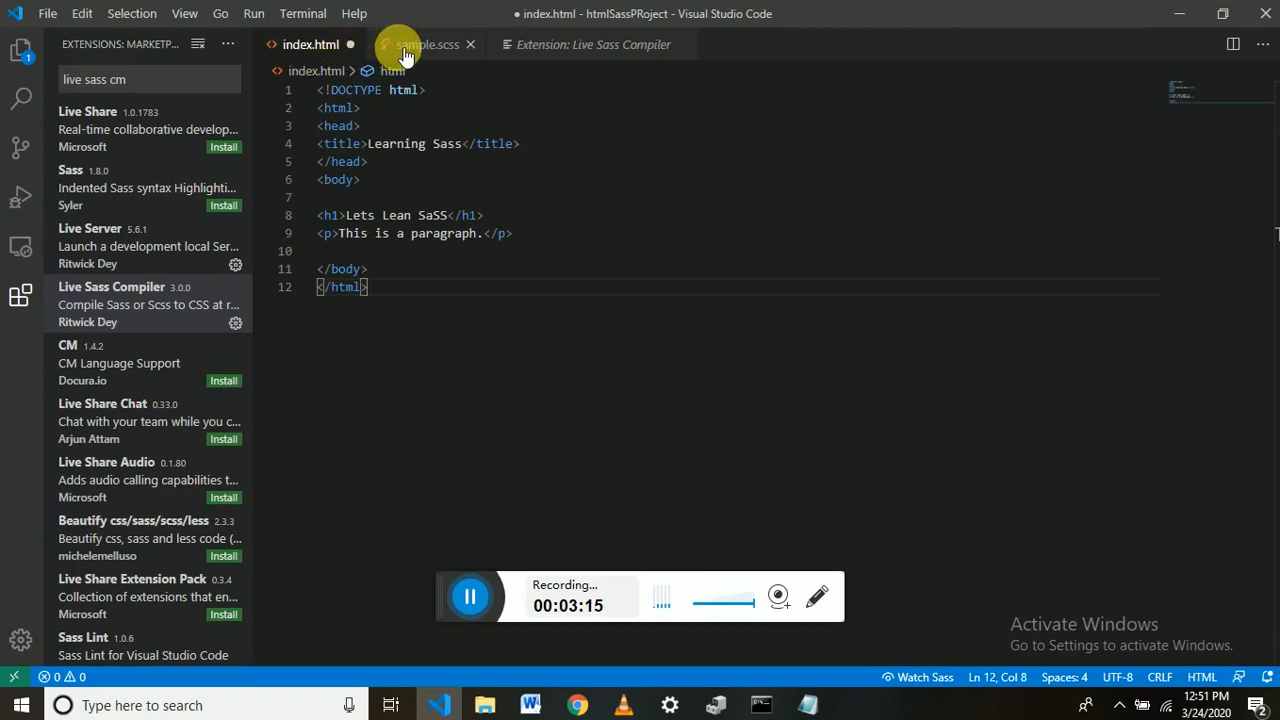 File Edit Selection View Go Run Terminal Help
● index.html - htmlSassPRoject - Visual Studio Code
EXTENSIONS: MARKETP...
index.html
sample.scss
Extension: Live Sass Compiler
live sass cm
index.html > html
Live Share 1.0.1783
Real-time collaborative develop...
Microsoft Install
Sass 1.8.0
Indented Sass syntax Highlighti...
Syler Install
Live Server 5.6.1
Launch a development local Ser...
Ritwick Dey
Live Sass Compiler 3.0.0
Compile Sass or Scss to CSS at r...
Ritwick Dey
CM 1.4.2
CM Language Support
Docura.io Install
Live Share Chat 0.33.0
Chat with your team while you c...
Arjun Attam Install
Live Share Audio 0.1.80
Adds audio calling capabilities t...
Microsoft Install
Beautify css/sass/scss/less 2.3.3
Beautify css, sass and less code (...
michelemelluso Install
Live Share Extension Pack 0.3.4
Collection of extensions that en...
Microsoft Install
Sass Lint 1.0.6
Sass Lint for Visual Studio Code
1 <!DOCTYPE html>
2 <html>
3 <head>
4 <title>Learning Sass</title>
5 </head>
6 <body>
7
8 <h1>Lets Lean SaSS</h1>
9 <p>This is a paragraph.</p>
10
11 </body>
12 </html>
Recording...
00:03:15
Activate Windows
Go to Settings to activate Windows.
0 0 Watch Sass Ln 12, Col 8 Spaces: 4 UTF-8 CRLF HTML
Type here to search
12:51 PM
3/24/2020
1
2